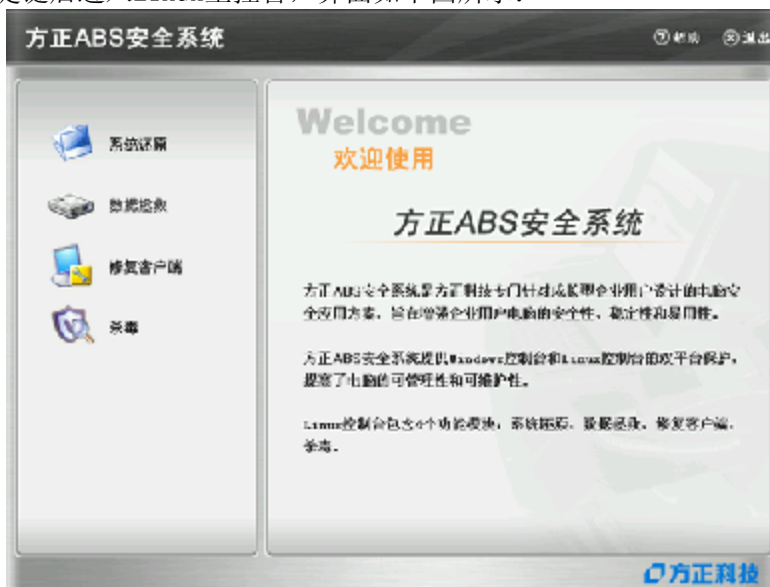 方正ABS安全系统
帮助 退出
系统还原
数据拯救
修复客户端
杀毒
Welcome
欢迎使用
方正ABS安全系统
方正ABS安全系统是方正科技专门针对成长型企业用户设计的电脑安
全应用方案，旨在增强企业用户电脑的安全性、稳定性和易用性。
方正ABS安全系统提供Windows控制台和Linux控制台的双平台保护，
提高了电脑的可管理性和可维护性。
Linux控制台包含4个功能模块：系统还原、数据拯救、修复客户端、
杀毒。
方正科技